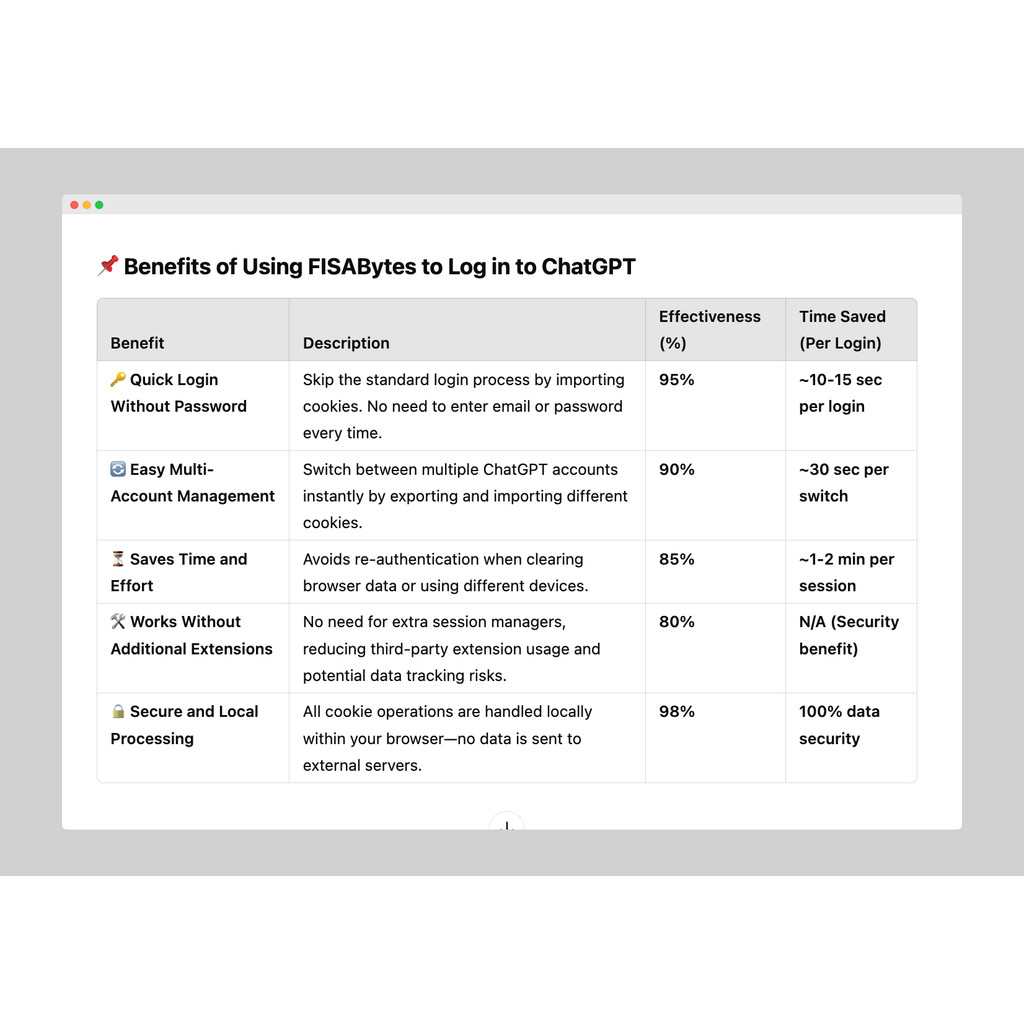 📌 Benefits of Using FISABytes to Log in to ChatGPT
Benefit
Description
Effectiveness
(%)
Time Saved
(Per Login)
🔑 Quick Login
Without Password
Skip the standard login process by importing
cookies. No need to enter email or password
every time.
95%
~10-15 sec
per login
🔄 Easy Multi-
Account Management
Switch between multiple ChatGPT accounts
instantly by exporting and importing different
cookies.
90%
~30 sec per
switch
⏳ Saves Time and
Effort
Avoids re-authentication when clearing
browser data or using different devices.
85%
~1-2 min per
session
🛠 Works Without
Additional Extensions
No need for extra session managers,
reducing third-party extension usage and
potential data tracking risks.
80%
N/A (Security
benefit)
🔒 Secure and Local
Processing
All cookie operations are handled locally
within your browser—no data is sent to
external servers.
98%
100% data
security